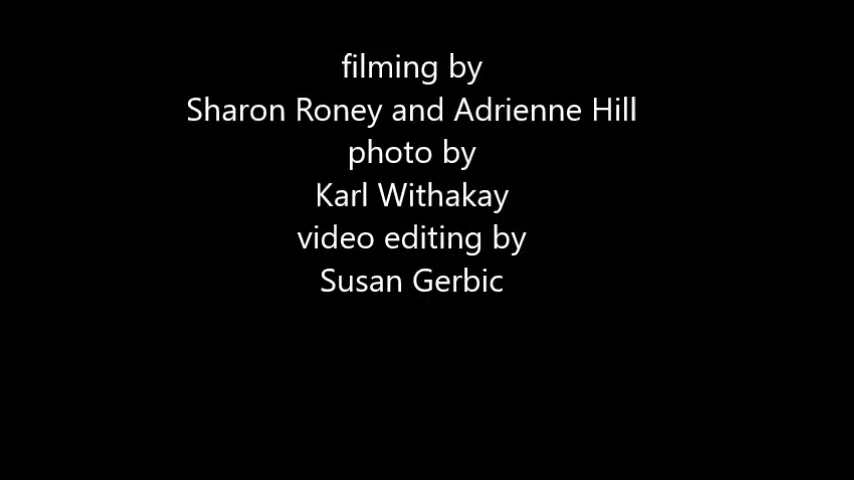 filming by
Sharon Roney and Adrienne Hill
photo by
Karl Withakay
video editing by
Susan Gerbic